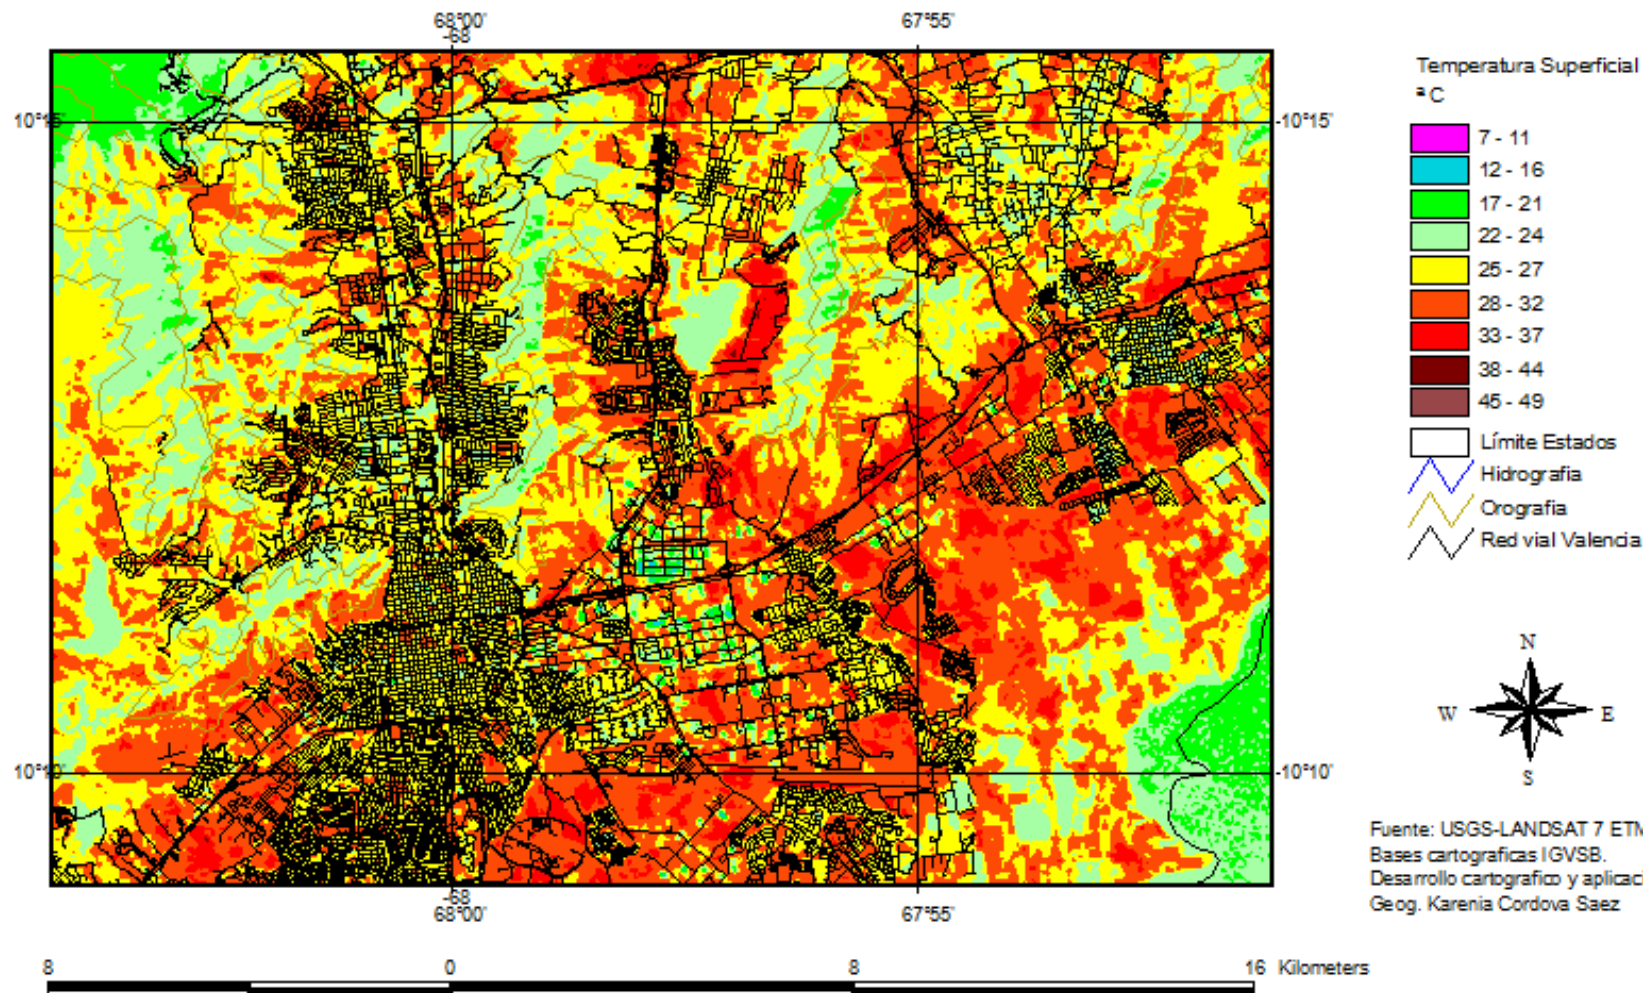 68°00'
-68
67°55'
Temperatura Superficial
ª C
10°15'
-10°15'
7 - 11
12 - 16
17 - 21
22 - 24
25 - 27
28 - 32
33 - 37
38 - 44
45 - 49
Límite Estados
Hidrografia
Orografia
Red vial Valencia
N
W
E
S
10°10'
-10°10'
Fuente: USGS-LANDSAT 7 ETM
Bases cartograficas IGVSB.
Desarrollo cartografico y aplicaci
Geog. Karenia Cordova Saez
-68
68°00'
67°55'
8
0
8
16 Kilometers